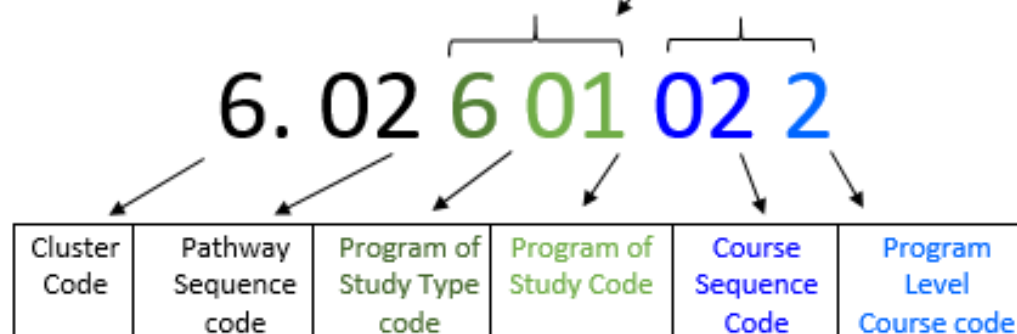 6. 02 6 01 02 2
Cluster Code
Pathway Sequence code
Program of Study Type code
Program of Study Code
Course Sequence Code
Program Level Course code